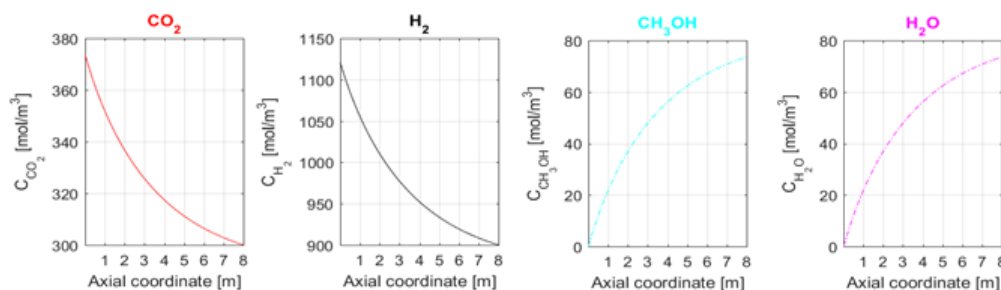 CO₂
380
360
340
320
300
C_CO₂ [mol/m³]
1 2 3 4 5 6 7 8
Axial coordinate [m]
H₂
1150
1100
1050
1000
950
900
C_H₂ [mol/m³]
1 2 3 4 5 6 7 8
Axial coordinate [m]
CH₃OH
80
60
40
20
0
C_CH₃OH [mol/m³]
1 2 3 4 5 6 7 8
Axial coordinate [m]
H₂O
80
60
40
20
0
C_H₂O [mol/m³]
1 2 3 4 5 6 7 8
Axial coordinate [m]